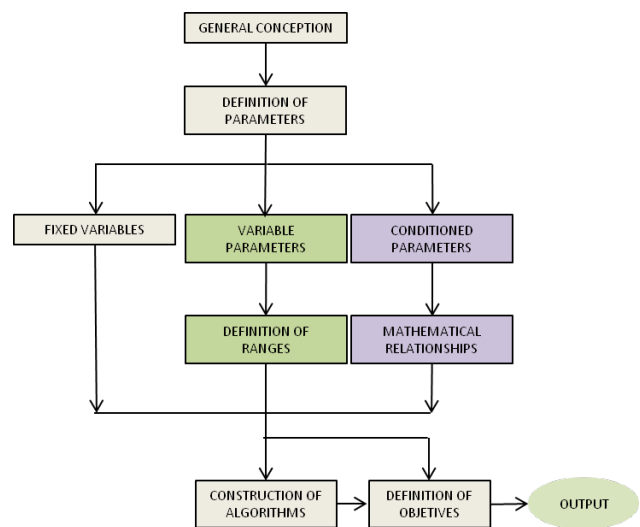 GENERAL CONCEPTION
DEFINITION OF
PARAMETERS
FIXED VARIABLES
VARIABLE
PARAMETERS
CONDITIONED
PARAMETERS
DEFINITION OF
RANGES
MATHEMATICAL
RELATIONSHIPS
CONSTRUCTION OF
ALGORITHMS
DEFINITION OF
OBJETIVES
OUTPUT